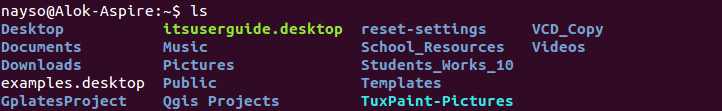 nayso@Alok-Aspire:~$ ls
Desktop itsuserguide.desktop reset-settings VCD_Copy
Documents Music School_Resources Videos
Downloads Pictures Students_Works_10
examples.desktop Public Templates
GplatesProject Qgis Projects TuxPaint-Pictures